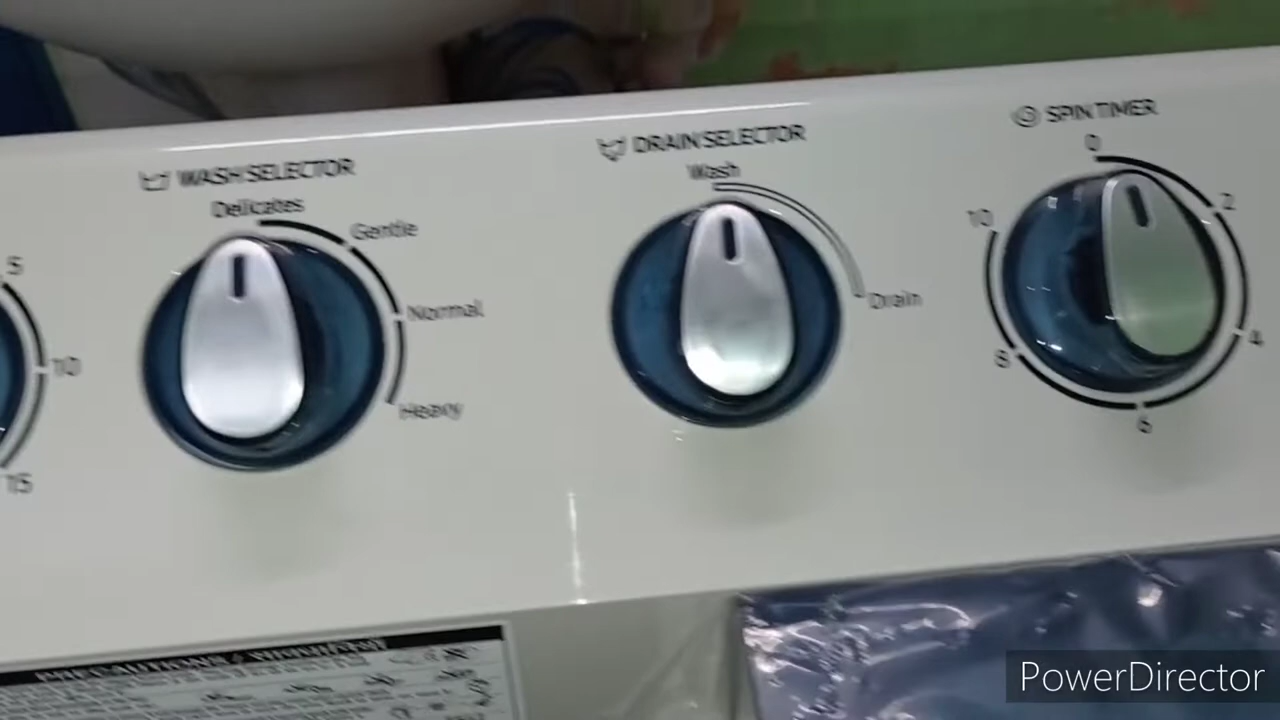 WASH SELECTOR
Delicates
Gentle
Normal
Heavy
5
10
15
DRAIN SELECTOR
Wash
Drain
SPIN TIMER
0
2
4
6
8
10
PRECAUTIONS
PowerDirector